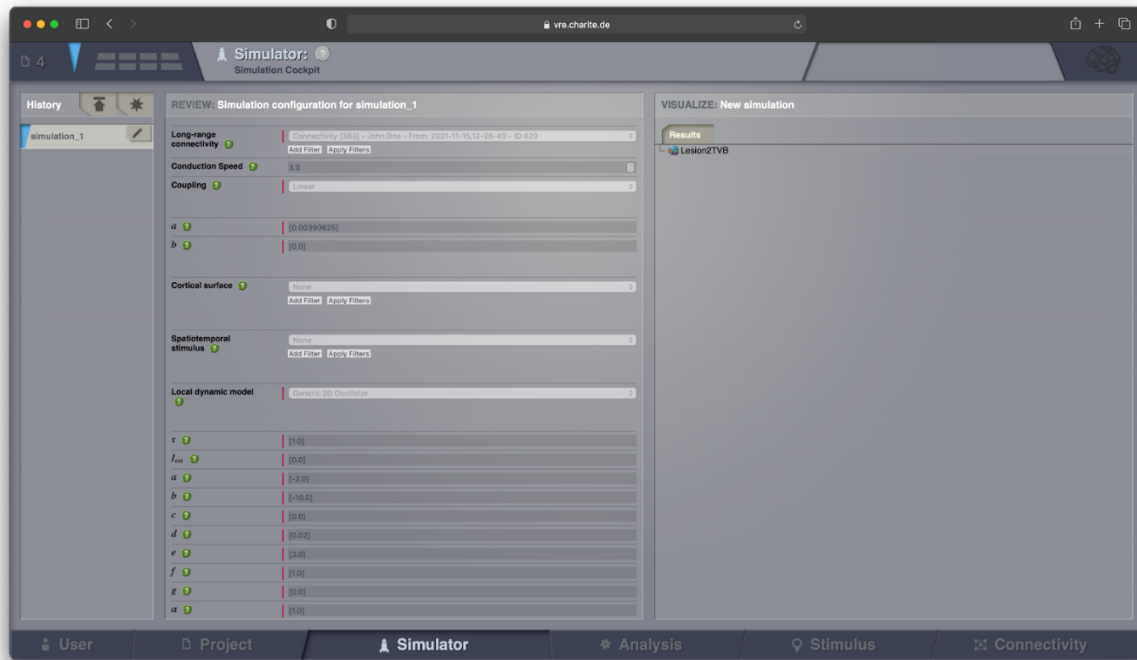 vre.charite.de
4
Simulator:
Simulation Cockpit
History
simulation_1
REVIEW: Simulation configuration for simulation_1
Long-range
connectivity
Connectivity [383] - John Doe - From: 2021-11-15,12-26-40 - ID:420
Add Filter Apply Filters
Conduction Speed
3.0
Coupling
Linear
a
[0.00390625]
b
[0.0]
Cortical surface
None
Add Filter Apply Filters
Spatiotemporal
stimulus
None
Add Filter Apply Filters
Local dynamic model
Generic 2D Oscillator
τ
[1.0]
I_ext
[0.0]
a
[-2.0]
b
[-10.0]
c
[0.0]
d
[0.02]
e
[3.0]
f
[1.0]
g
[0.0]
α
[1.0]
VISUALIZE: New simulation
Results
Lesion2TVB
User
Project
Simulator
Analysis
Stimulus
Connectivity